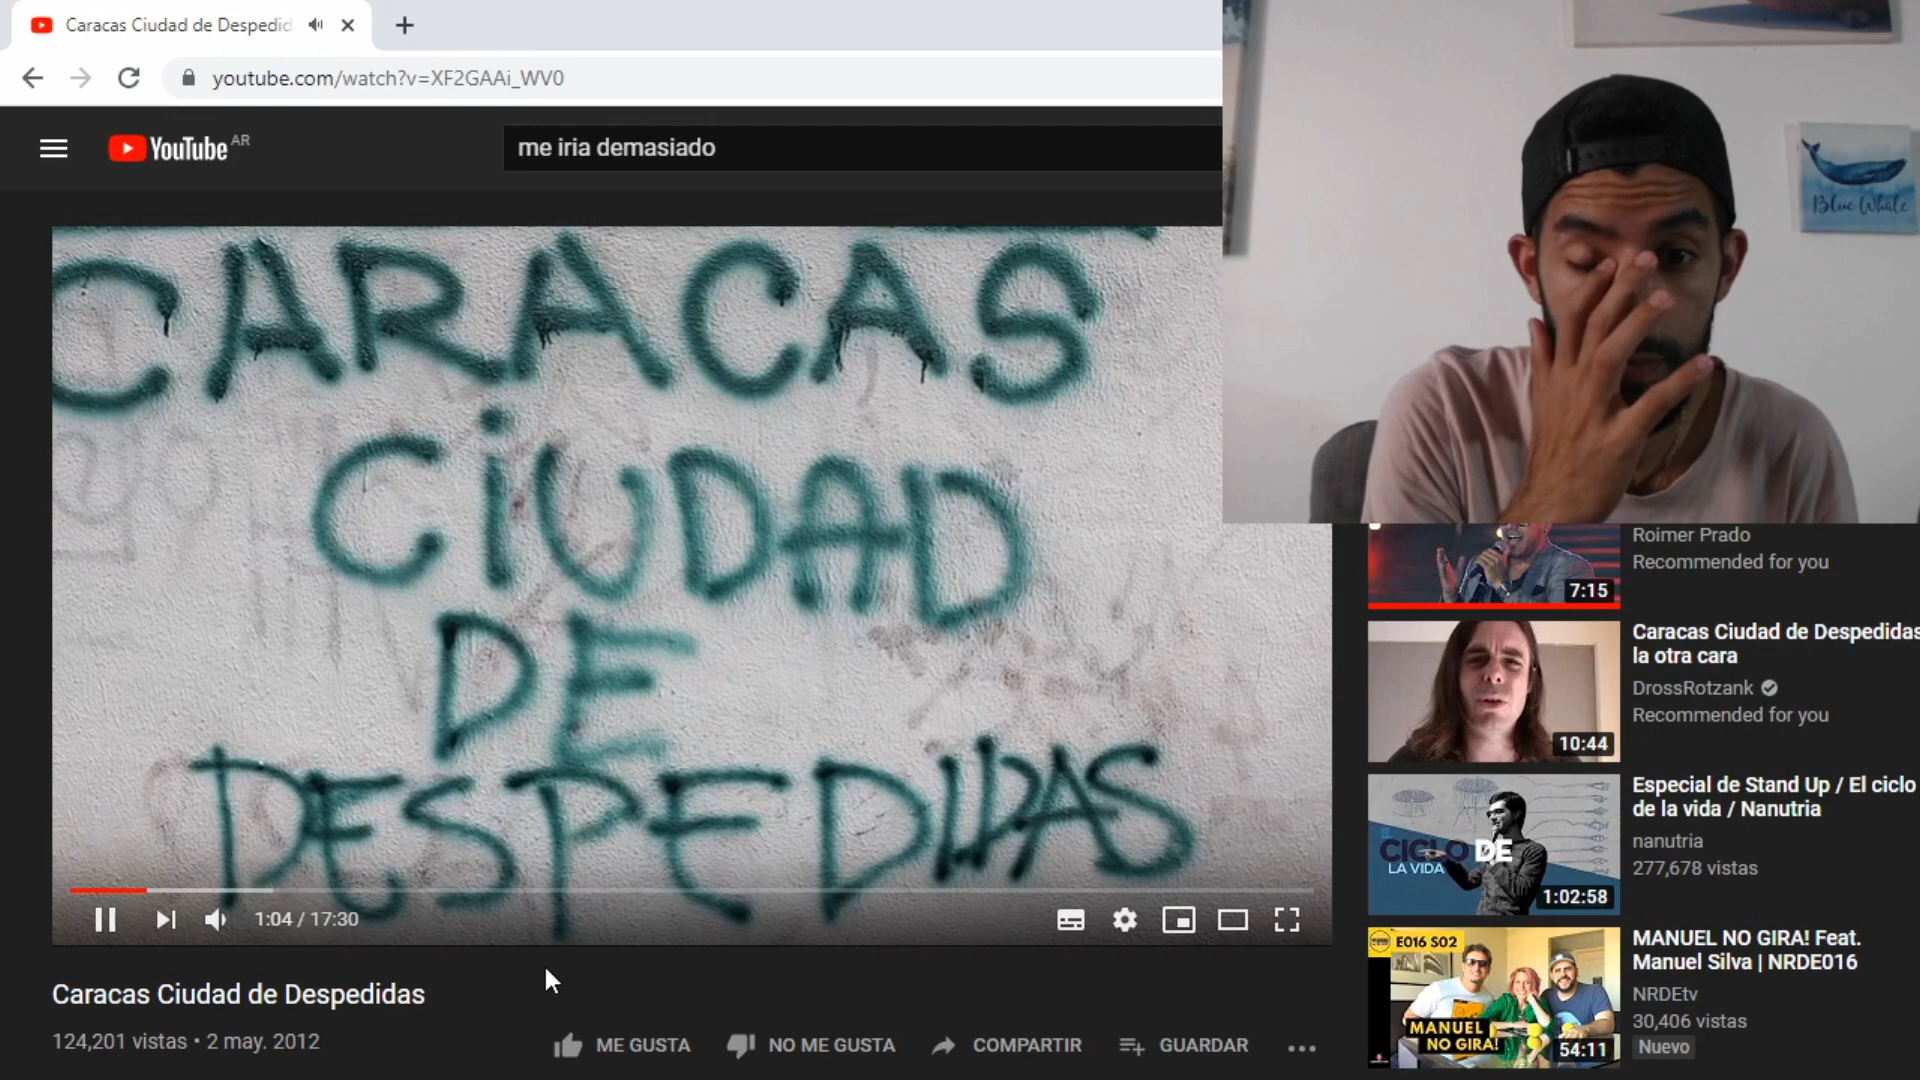 Caracas Ciudad de Despedid
youtube.com/watch?v=XF2GAAi_WV0
YouTube AR
me iria demasiado
CARACAS
CiUDAD
DE
DESPEDIDAS
1:04 / 17:30
Caracas Ciudad de Despedidas
124,201 vistas • 2 may. 2012
ME GUSTA
NO ME GUSTA
COMPARTIR
GUARDAR
Blue Whale
7:15
Roimer Prado
Recommended for you
10:44
Caracas Ciudad de Despedidas
la otra cara
DrossRotzank
Recommended for you
EL
CICLO DE
LA VIDA
1:02:58
Especial de Stand Up / El ciclo
de la vida / Nanutria
nanutria
277,678 vistas
E016 S02
MANUEL
NO GIRA!
54:11
MANUEL NO GIRA! Feat.
Manuel Silva | NRDE016
NRDEtv
30,406 vistas
Nuevo